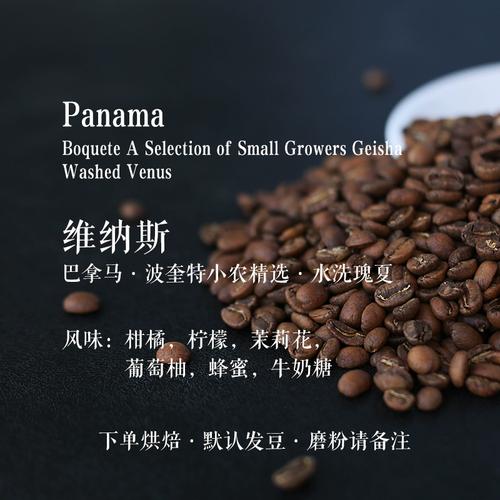 Panama
Boquete A Selection of Small Growers Geisha
Washed Venus
维纳斯
巴拿马·波奎特小农精选·水洗瑰夏
风味：柑橘，柠檬，茉莉花，
葡萄柚，蜂蜜，牛奶糖
下单烘焙·默认发豆·磨粉请备注